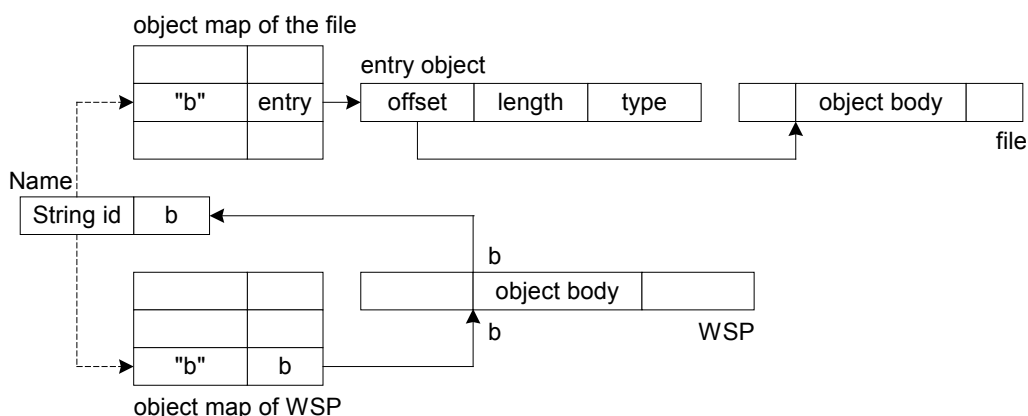 object map of the file
entry object
"b" entry
offset length type
object body
file
Name
String id b
b
object body
b
WSP
"b" b
object map of WSP